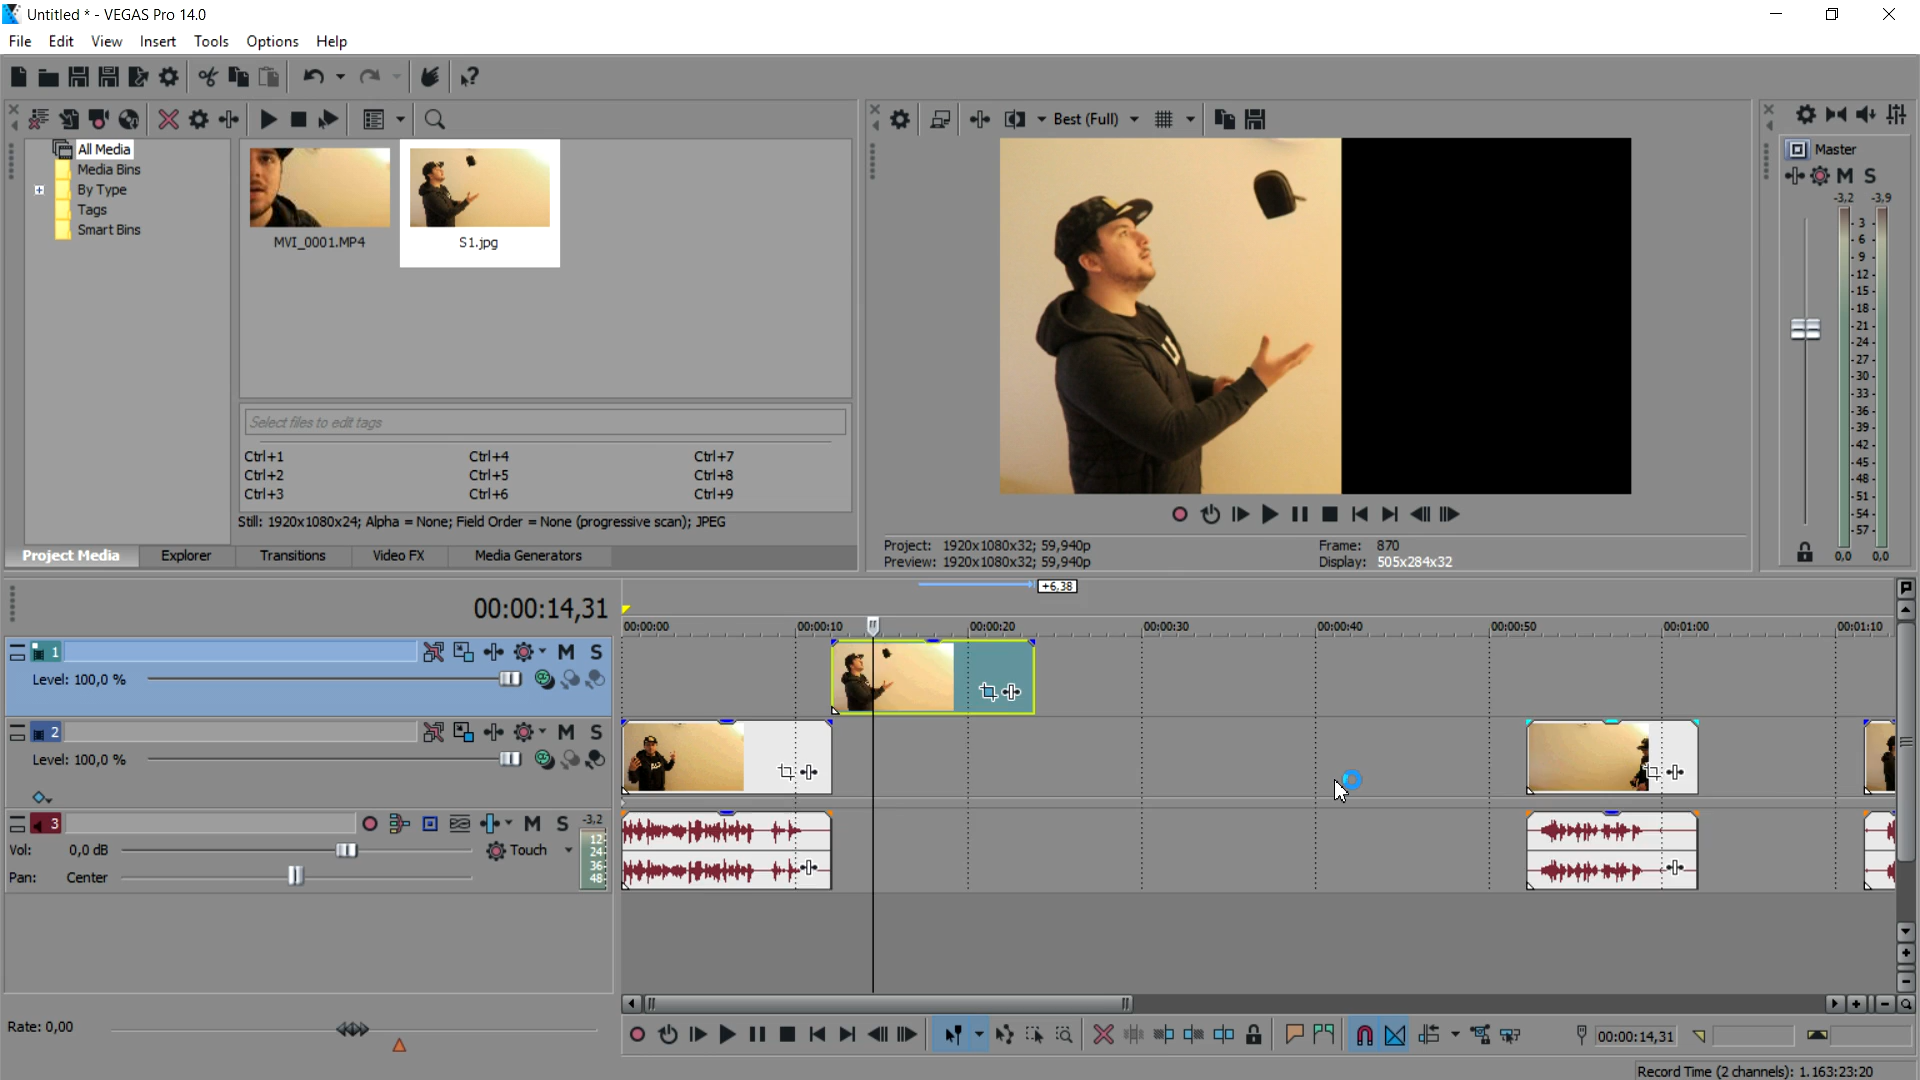 Untitled * - VEGAS Pro 14.0
File Edit View Insert Tools Options Help
Best (Full)
All Media
Media Bins
By Type
Tags
Smart Bins
MVI_0001.MP4
S1.jpg
Select files to edit tags
Ctrl+1 Ctrl+4 Ctrl+7
Ctrl+2 Ctrl+5 Ctrl+8
Ctrl+3 Ctrl+6 Ctrl+9
Still: 1920x1080x24; Alpha = None; Field Order = None (progressive scan); JPEG
Project Media Explorer Transitions Video FX Media Generators
Project: 1920x1080x32; 59,940p
Preview: 1920x1080x32; 59,940p
Frame: 870
Display: 505x284x32
Master
M S
-3,2 -3,9
-3-
-6-
-9-
-12-
-15-
-18-
-21-
-24-
-27-
-30-
-33-
-36-
-39-
-42-
-45-
-48-
-51-
-54-
-57-
0,0 0,0
+6,38
00:00:14,31
00:00:00 00:00:10 00:00:20 00:00:30 00:00:40 00:00:50 00:01:00 00:01:10
1 M S
Level: 100,0 %
2 M S
Level: 100,0 %
3 M S -3,2
Vol: 0,0 dB Touch
Pan: Center
12
24
36
48
Rate: 0,00
00:00:14,31
Record Time (2 channels): 1.163:23:20